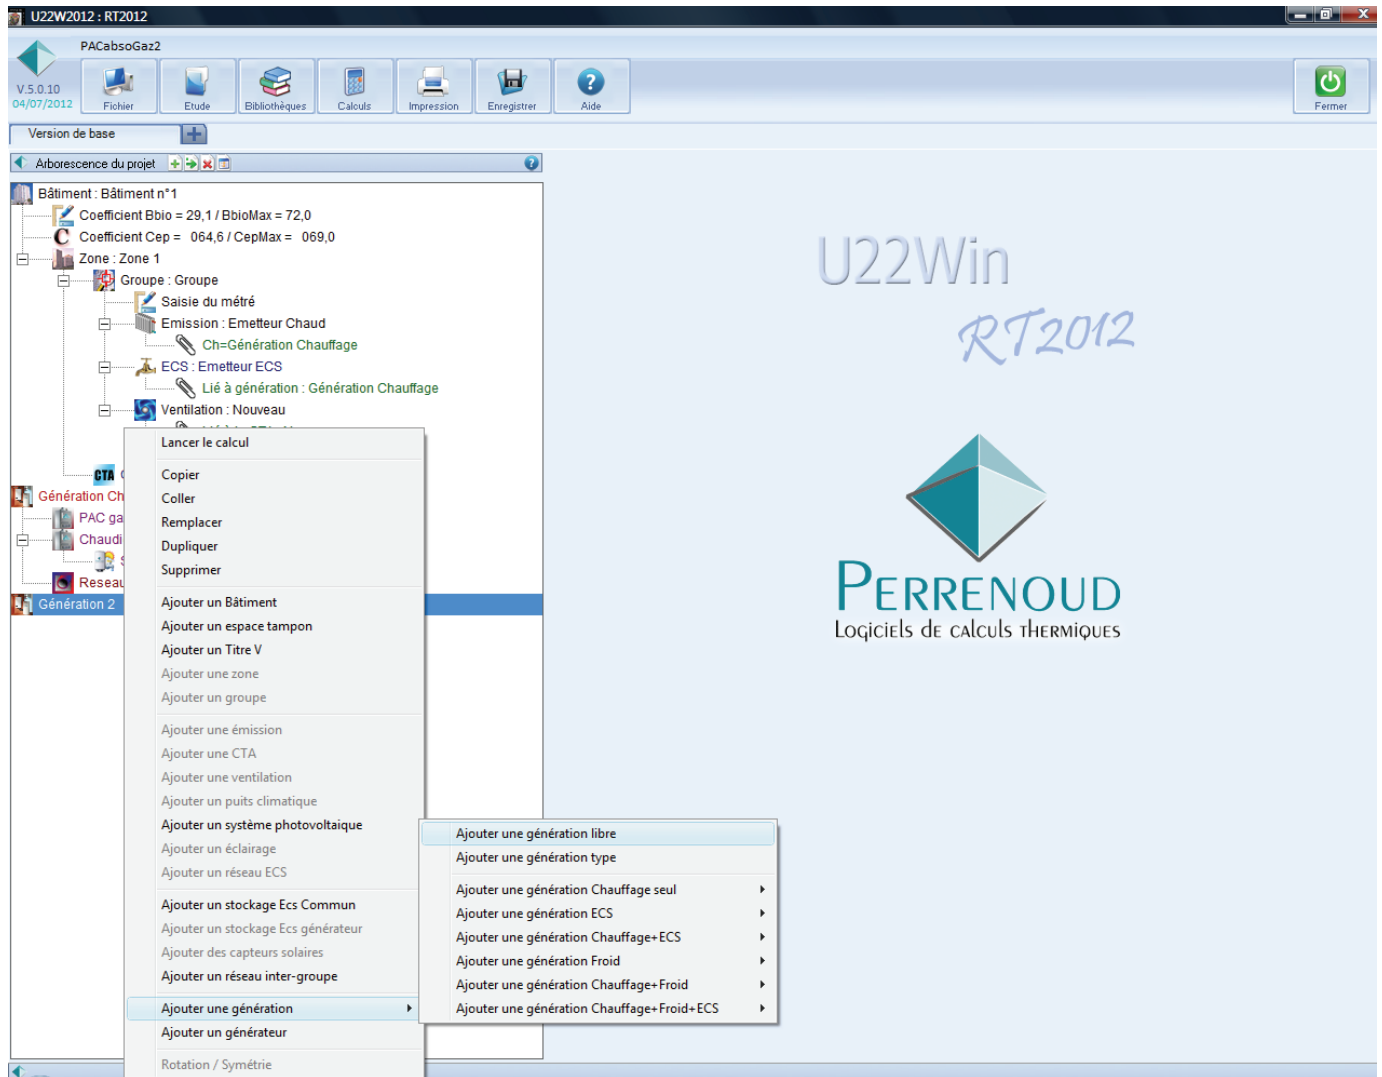 U22W2012 : RT2012
PACabsoGaz2
V.5.0.10
04/07/2012
Fichier
Etude
Bibliothèques
Calculs
Impression
Enregistrer
Aide
Fermer
Version de base
Arborescence du projet
Bâtiment : Bâtiment n°1
Coefficient Bbio = 29,1 / BbioMax = 72,0
C Coefficient Cep = 064,6 / CepMax = 069,0
Zone : Zone 1
Groupe : Groupe
Saisie du métré
Emission : Emetteur Chaud
Ch=Génération Chauffage
ECS : Emetteur ECS
Lié à génération : Génération Chauffage
Ventilation : Nouveau
CTA
Génération Ch
PAC ga
Chaudi
Reseau
Génération 2
Lancer le calcul
Copier
Coller
Remplacer
Dupliquer
Supprimer
Ajouter un Bâtiment
Ajouter un espace tampon
Ajouter un Titre V
Ajouter une zone
Ajouter un groupe
Ajouter une émission
Ajouter une CTA
Ajouter une ventilation
Ajouter un puits climatique
Ajouter un système photovoltaique
Ajouter un éclairage
Ajouter un réseau ECS
Ajouter un stockage Ecs Commun
Ajouter un stockage Ecs générateur
Ajouter des capteurs solaires
Ajouter un réseau inter-groupe
Ajouter une génération
Ajouter un générateur
Rotation / Symétrie
Ajouter une génération libre
Ajouter une génération type
Ajouter une génération Chauffage seul
Ajouter une génération ECS
Ajouter une génération Chauffage+ECS
Ajouter une génération Froid
Ajouter une génération Chauffage+Froid
Ajouter une génération Chauffage+Froid+ECS
U22Win
RT2012
PERRENOUD
Logiciels de calculs thermiques